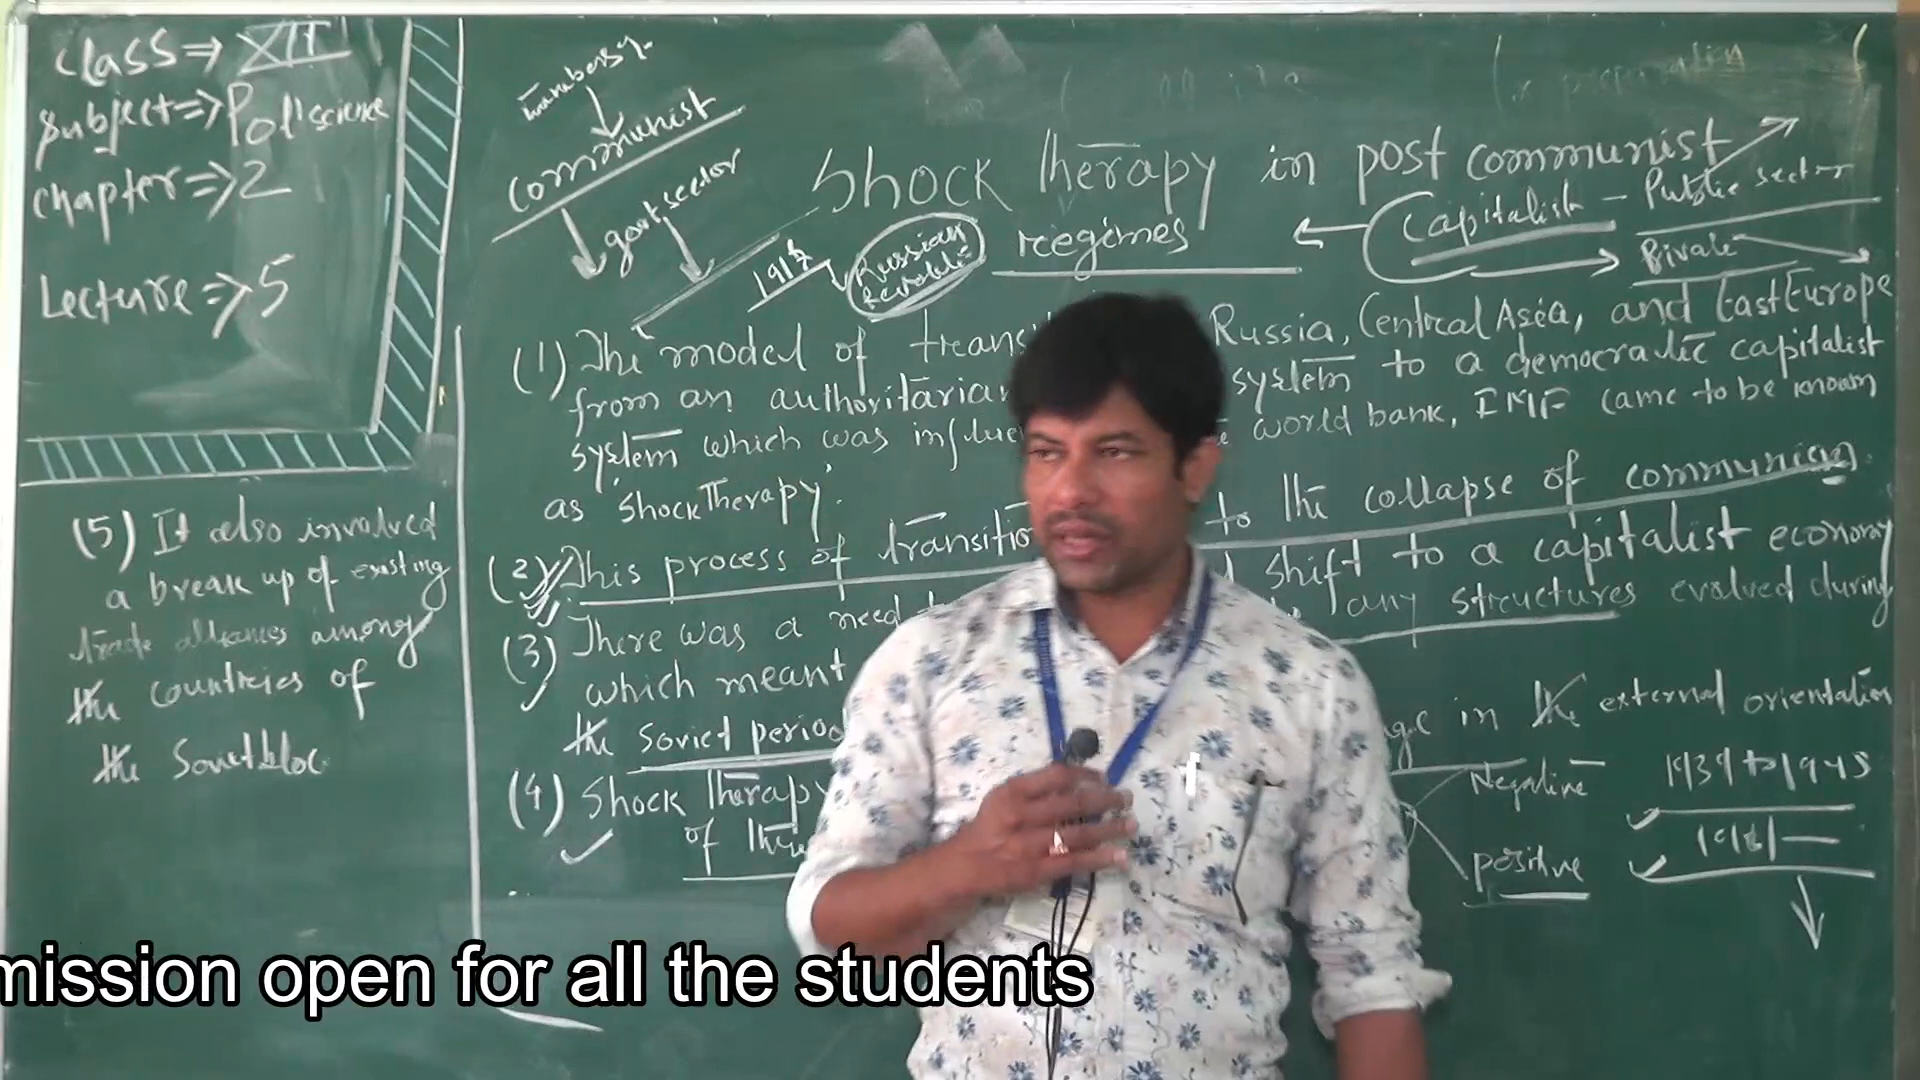 class⇒ XII
subject⇒ Pol'science
chapter⇒ 2
Lecture⇒ 5
communist
govt sector
Shock therapy in post communist
regimes
Capitalist - Public sector
Private
1917
Russian
(1) The model of trans Russia, Central Asia, and East Europe
from an authoritarian system to a democratic capitalist
system which was influe world bank, IMF came to be known
as 'Shock Therapy'.
(2) This process of transitio to the collapse of communism.
(3) There was a need shift to a capitalist economy
which meant any structures evolved during
the Soviet period
(4) Shock Therapy in the external orientation
of
Negative
positive
1939 to 1945
(5) It also involved
a break up of existing
trade alliances among
the countries of
the Soviet bloc
mission open for all the students